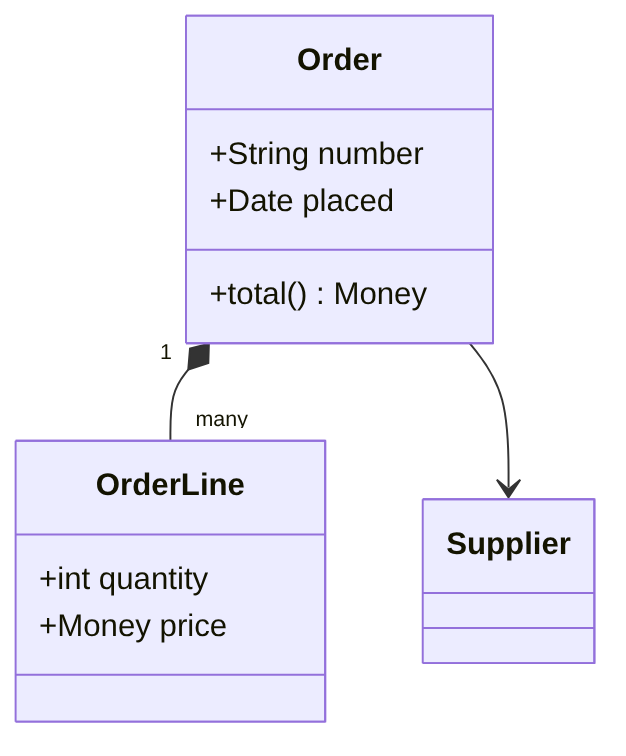 Order
+String number
+Date placed
+total() : Money
1
many
OrderLine
+int quantity
+Money price
Supplier